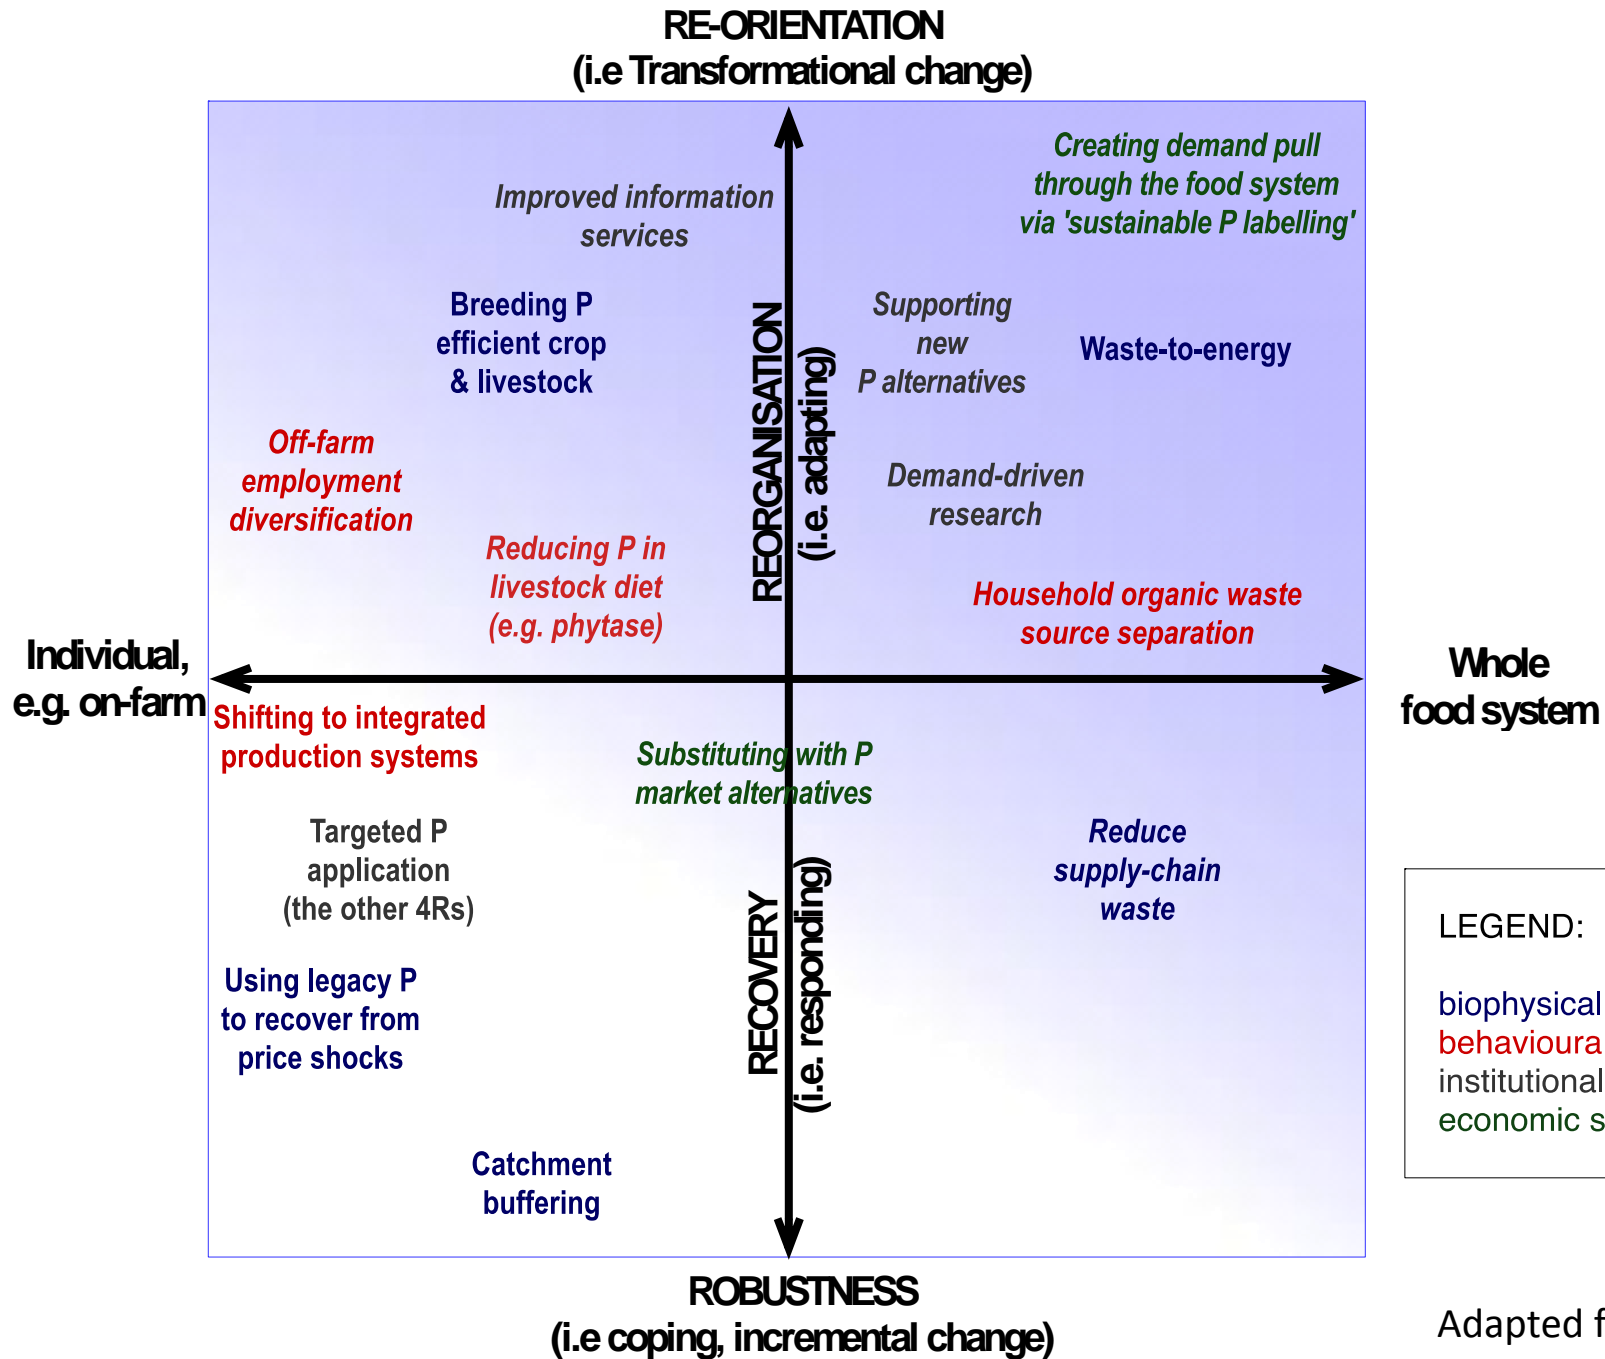 RE-ORIENTATION
(i.e Transformational change)
Creating demand pull
through the food system
via 'sustainable P labelling'
Improved information
services
Breeding P
efficient crop
& livestock
Supporting
new
P alternatives
Waste-to-energy
REORGANISATION
(i.e. adapting)
Off-farm
employment
diversification
Demand-driven
research
Reducing P in
livestock diet
(e.g. phytase)
Household organic waste
source separation
Individual,
e.g. on-farm
Whole
food system
Shifting to integrated
production systems
Substituting with P
market alternatives
Targeted P
application
(the other 4Rs)
Reduce
supply-chain
waste
RECOVERY
(i.e. responding)
Using legacy P
to recover from
price shocks
Catchment
buffering
LEGEND:
biophysical
behavioura
institutional
economic s
ROBUSTNESS
(i.e coping, incremental change)
Adapted f